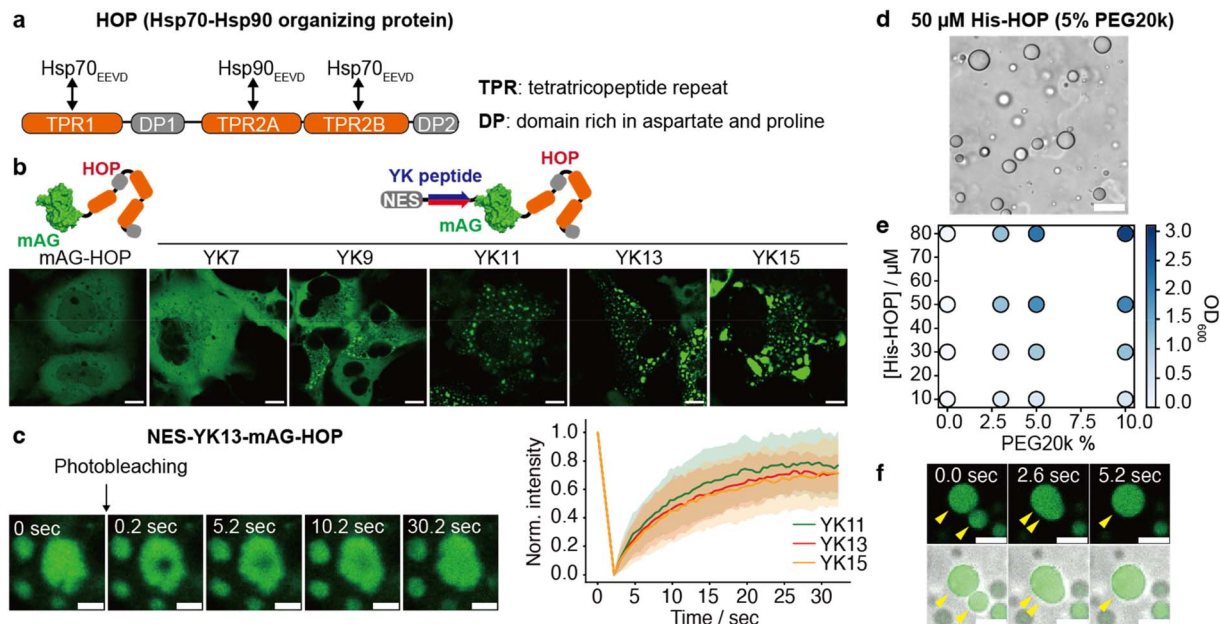 a HOP (Hsp70-Hsp90 organizing protein)
Hsp70EEVD Hsp90EEVD Hsp70EEVD
TPR1 DP1 TPR2A TPR2B DP2
TPR: tetratricopeptide repeat
DP: domain rich in aspartate and proline
b
HOP
mAG
YK peptide
HOP
NES
mAG
mAG-HOP YK7 YK9 YK11 YK13 YK15
c NES-YK13-mAG-HOP
Photobleaching
0 sec 0.2 sec 5.2 sec 10.2 sec 30.2 sec
Norm. intensity
1.0
0.8
0.6
0.4
0.2
0.0
YK11
YK13
YK15
0 5 10 15 20 25 30
Time / sec
d 50 µM His-HOP (5% PEG20k)
e
[His-HOP] / µM
80
70
60
50
40
30
20
10
0.0 2.5 5.0 7.5 10.0
PEG20k %
3.0
2.5
2.0
1.5
1.0
0.5
0.0
OD600
f
0.0 sec 2.6 sec 5.2 sec